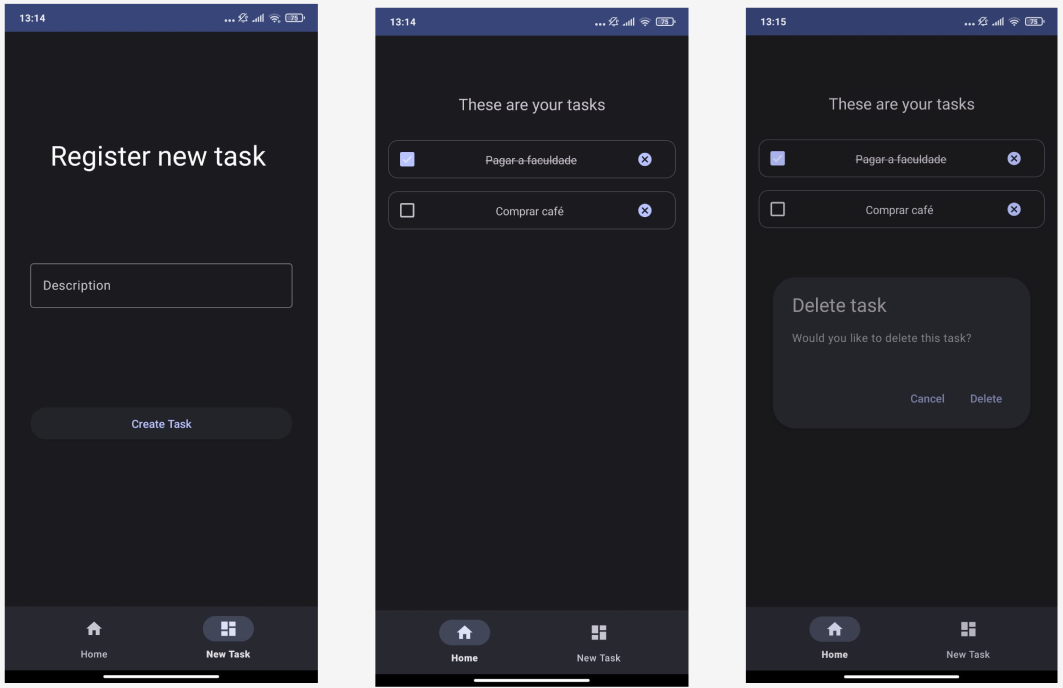 13:14
75
Register new task
Description
Create Task
Home
New Task
13:14
75
These are your tasks
Pagar a faculdade
Comprar café
Home
New Task
13:15
75
These are your tasks
Pagar a faculdade
Comprar café
Delete task
Would you like to delete this task?
Cancel
Delete
Home
New Task